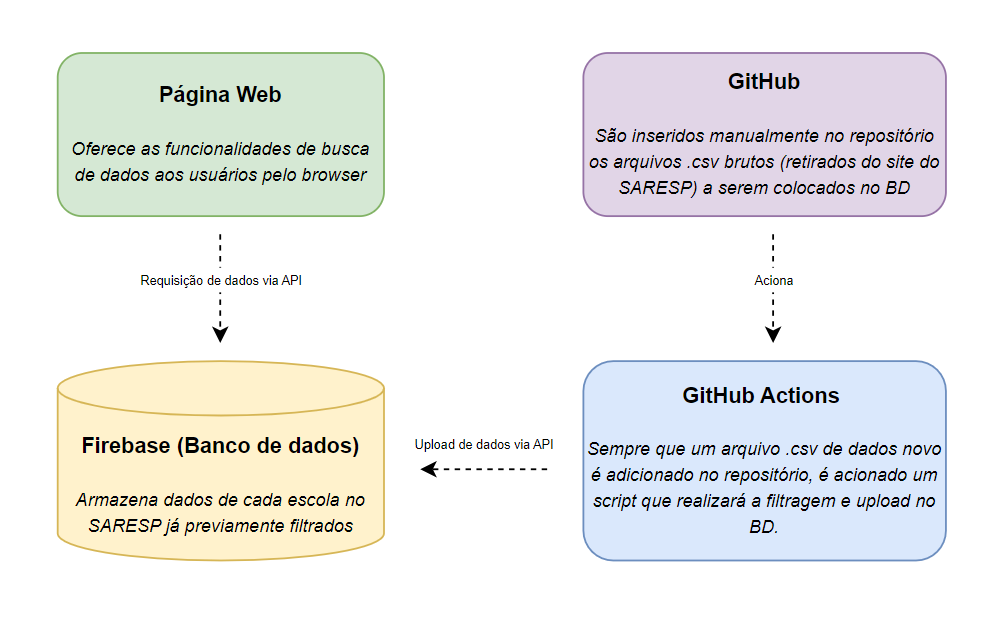 Página Web
Oferece as funcionalidades de busca
de dados aos usuários pelo browser
GitHub
São inseridos manualmente no repositório
os arquivos .csv brutos (retirados do site do
SARESP) a serem colocados no BD
Requisição de dados via API
Aciona
Firebase (Banco de dados)
Armazena dados de cada escola no
SARESP já previamente filtrados
Upload de dados via API
GitHub Actions
Sempre que um arquivo .csv de dados novo
é adicionado no repositório, é acionado um
script que realizará a filtragem e upload no
BD.